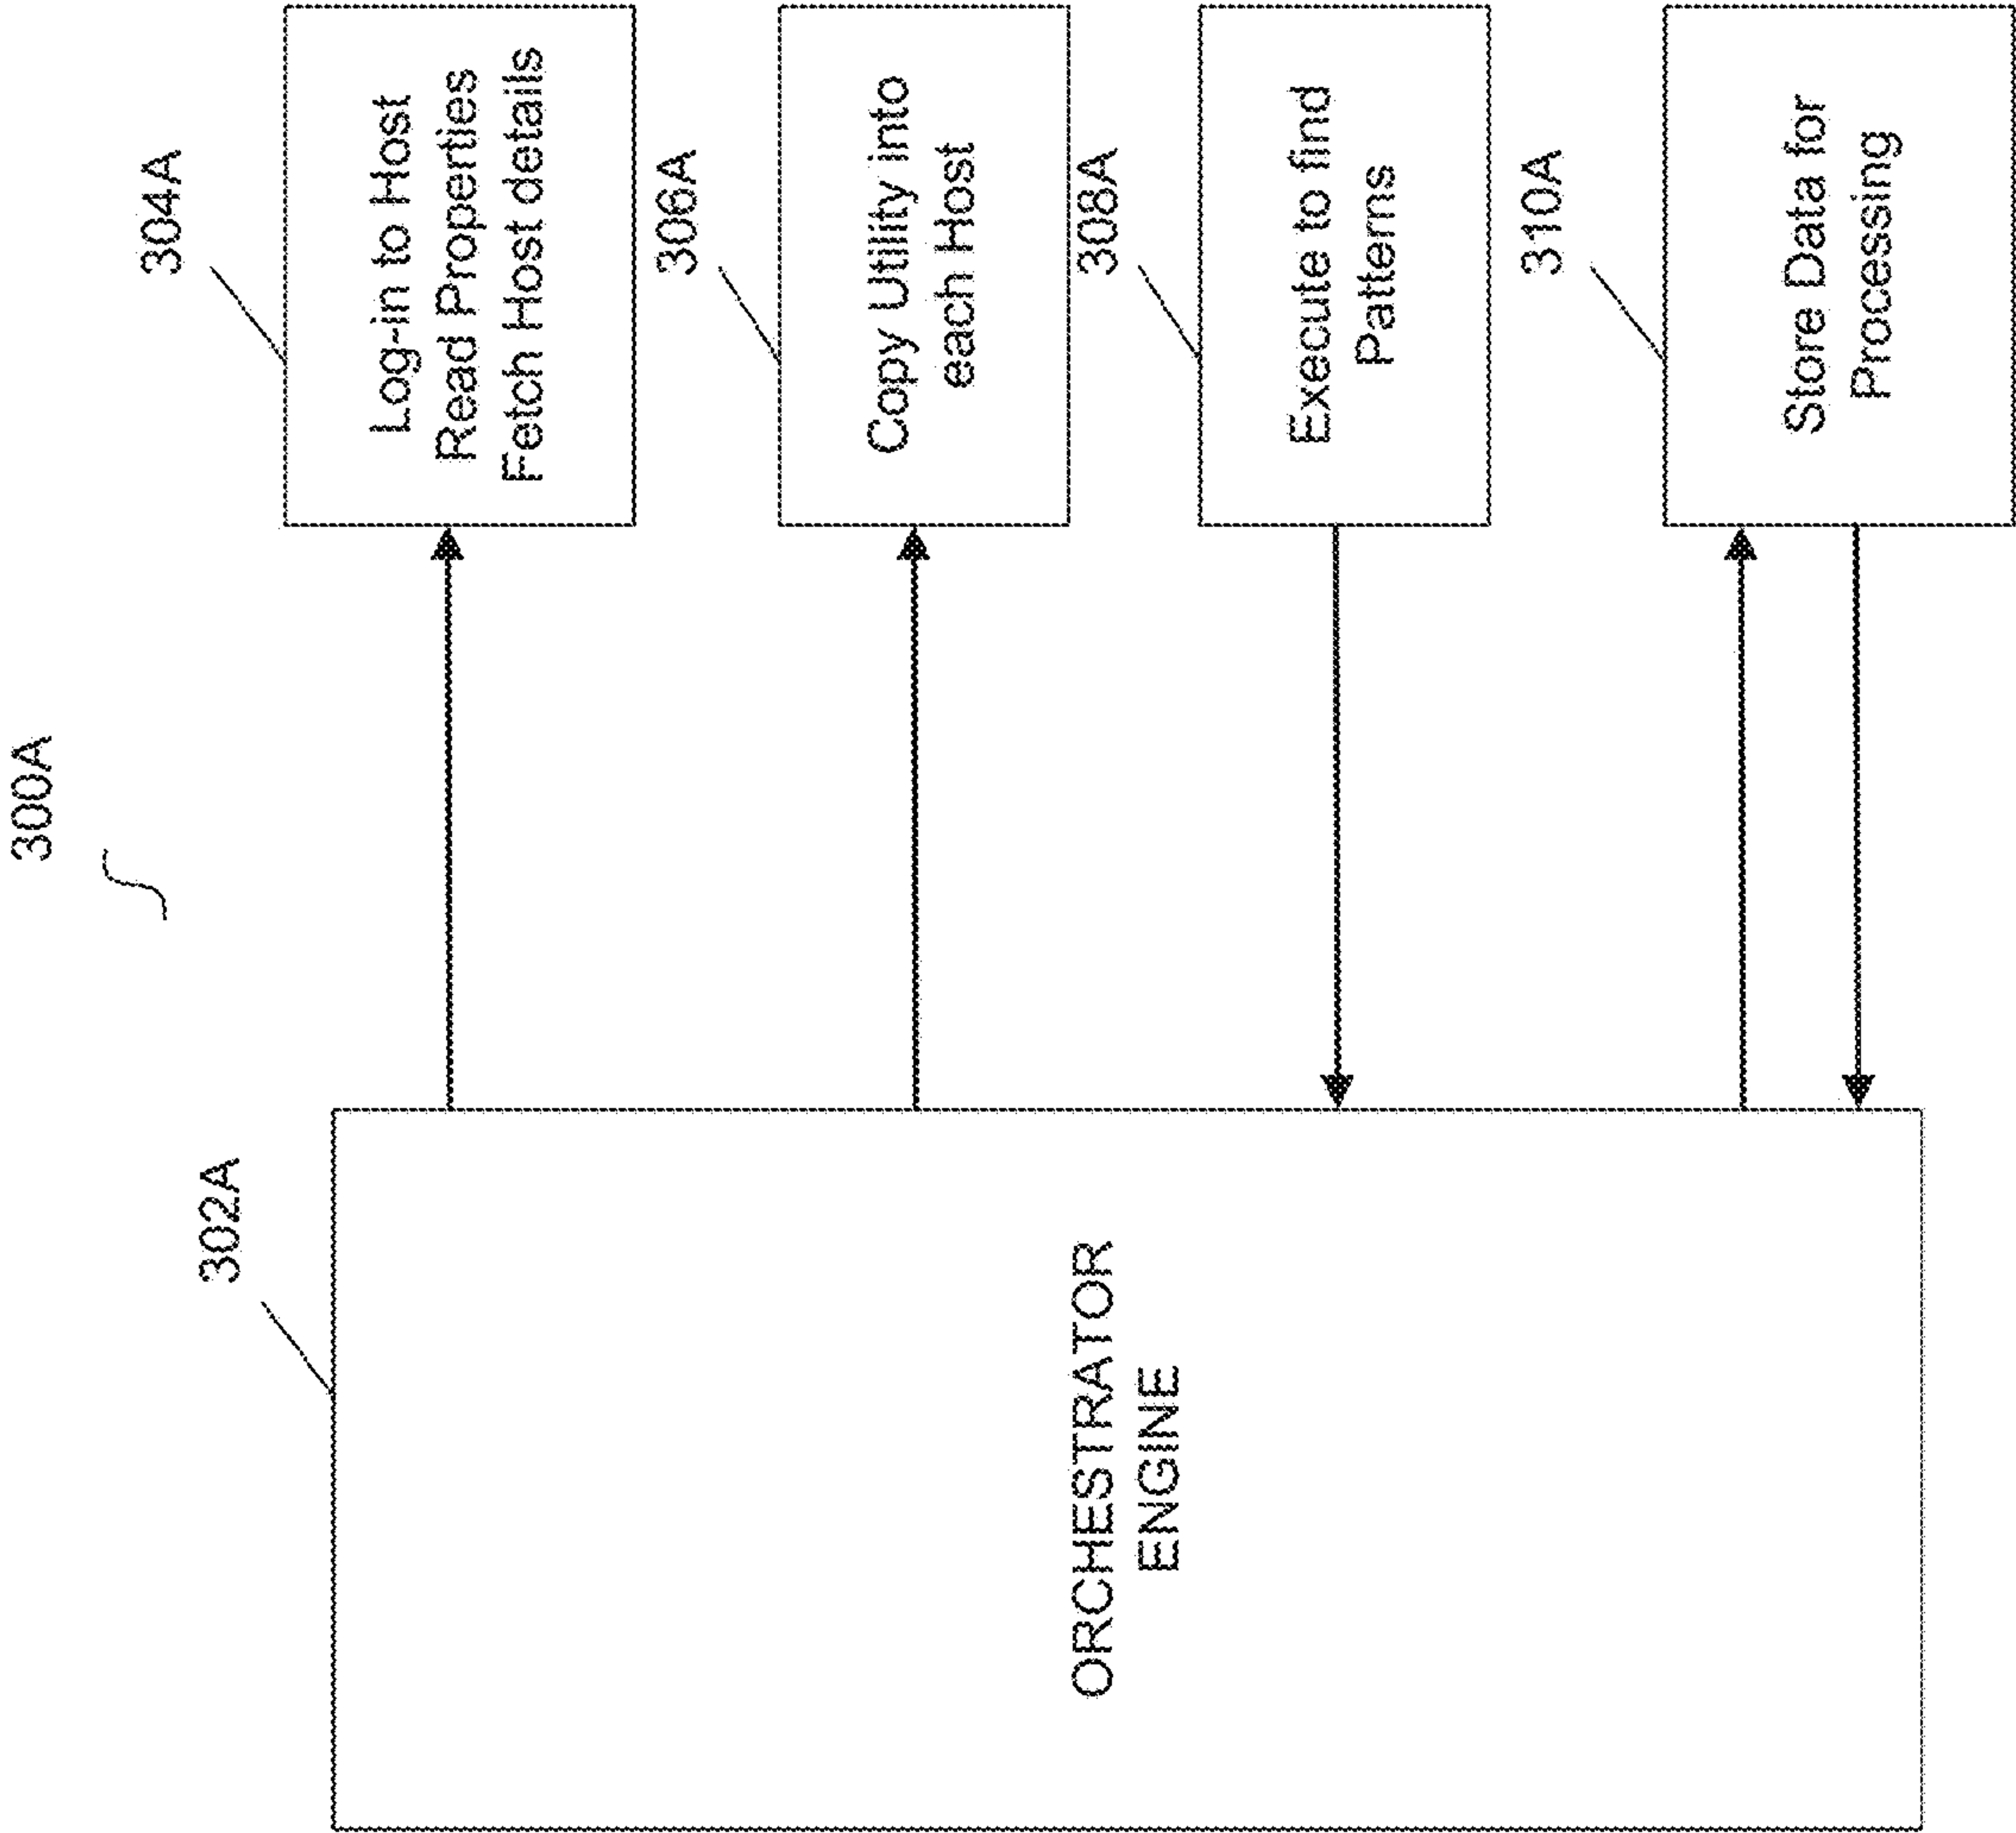 300A
302A
ORCHESTRATOR
ENGINE
304A
Log-in to Host
Read Properties
Fetch Host details
306A
Copy Utility into
each Host
308A
Execute to find
Patterns
310A
Store Data for
Processing